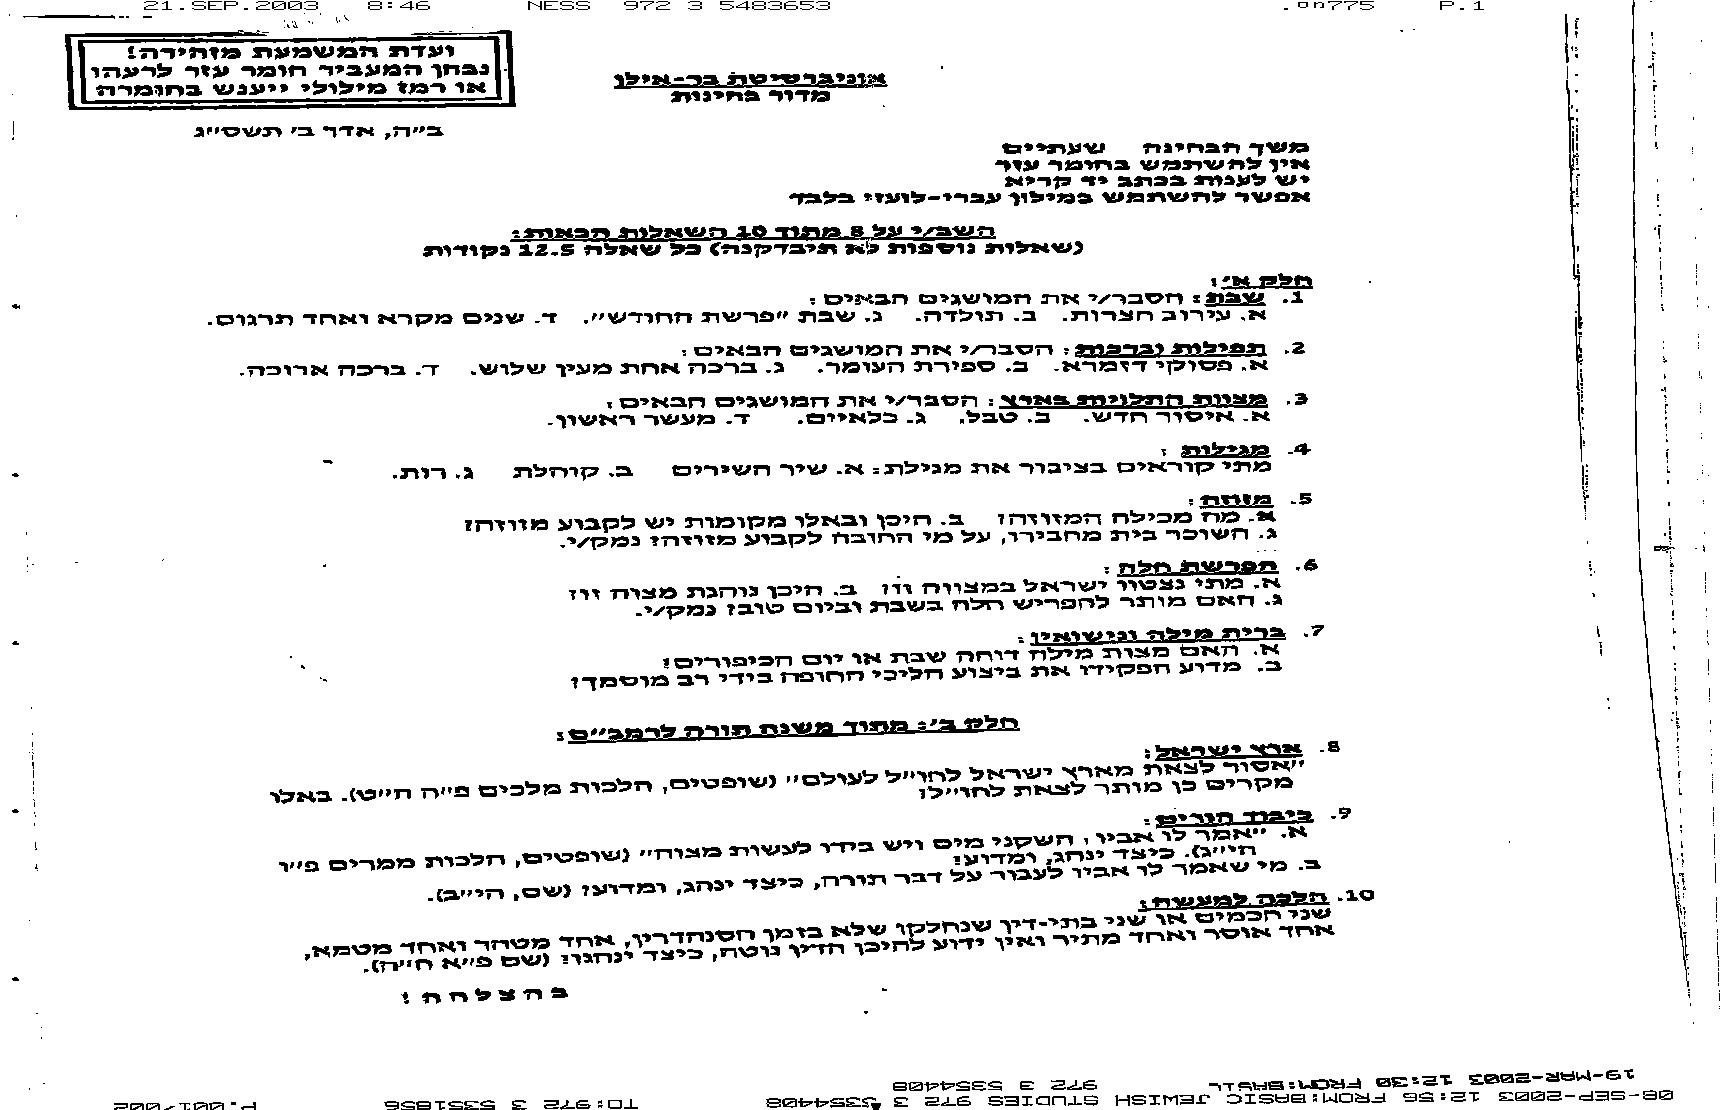 21.SEP.2003 8:46 NESS 972 3 5483653 P.1
ועדת המשמעת מזהירה!
נבחן המעביר חומר עזר לרעהו
או רמז מילולי ייענש בחומרה
אוניברסיטת בר-אילן
מדור בחינות
ב"ה, אדר ב' תשס"ג
משך הבחינה שעתיים
אין להשתמש בחומר עזר
יש לענות בכתב יד קריא
אפשר להשתמש במילון עברי-לועזי בלבד
השב/י על 8 מתוך 10 השאלות הבאות:
(שאלות נוספות לא תיבדקנה) כל שאלה 12.5 נקודות
חלק א':
1. שבת: הסבר/י את המושגים הבאים:
א. עירוב חצרות. ב. תולדה. ג. שבת "פרשת החודש". ד. שנים מקרא ואחד תרגום.
2. תפילות וברכות: הסבר/י את המושגים הבאים:
א. פסוקי דזמרא. ב. ספירת העומר. ג. ברכה אחת מעין שלוש. ד. ברכה ארוכה.
3. מצוות התלויות בארץ: הסבר/י את המושגים הבאים:
א. איסור חדש. ב. טבל. ג. כלאיים. ד. מעשר ראשון.
4. מגילות:
מתי קוראים בציבור את מגילת: א. שיר השירים ב. קוהלת ג. רות.
5. מזוזה:
א. מה מכילה המזוזה? ב. היכן ובאלו מקומות יש לקבוע מזוזה?
ג. השוכר בית מחבירו, על מי החובה לקבוע מזוזה? נמק/י.
6. הפרשת חלה:
א. מתי נצטוו ישראל במצווה זו? ב. היכן נוהגת מצוה זו?
ג. האם מותר להפריש חלה בשבת וביום טוב? נמק/י.
7. ברית מילה ונישואין:
א. האם מצות מילה דוחה שבת או יום הכיפורים?
ב. מדוע הפקידו את ביצוע הליכי החופה בידי רב מוסמך?
חלק ב': מתוך משנה תורה לרמב"ם:
8. ארץ ישראל:
"אסור לצאת מארץ ישראל לחו"ל לעולם" (שופטים, הלכות מלכים פ"ה ה"ט). באלו
מקרים כן מותר לצאת לחו"ל?
9. כיבוד הורים:
א. "אמר לו אביו, השקני מים ויש בידו לעשות מצוה" (שופטים, הלכות ממרים פ"ו
הי"ג). כיצד ינהג, ומדוע?
ב. מי שאמר לו אביו לעבור על דבר תורה, כיצד ינהג, ומדוע? (שם, הי"ב).
10. הלכה למעשה:
שני חכמים או שני בתי-דין שנחלקו שלא בזמן הסנהדרין, אחד מטהר ואחד מטמא,
אחד אוסר ואחד מתיר ואין ידוע להיכן הדין נוטה, כיצד ינהגו? (שם פ"א ה"ה).
בהצלחה!
19-MAR-2003 12:30 FROM:BASIC 972 3 5354408
08-SEP-2003 12:56 FROM:BASIC JEWISH STUDIES 972 3 5354408 TO:972 3 5351856 P.001/002